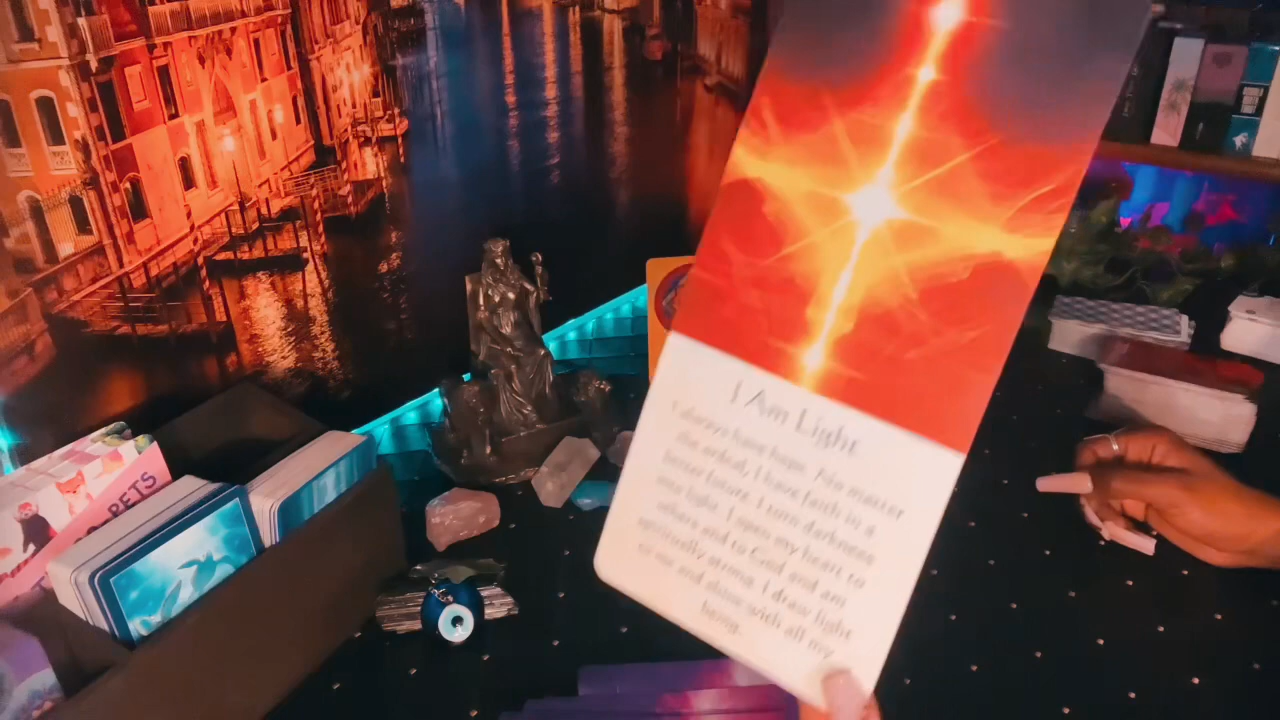 I Am Light
I always have hope. No matter
the ordeal, I have faith in a
better future. I turn darkness
into light. I open my heart to
others and to God and am
spiritually strong. I draw light
to me and shine with all my
being.
PETS